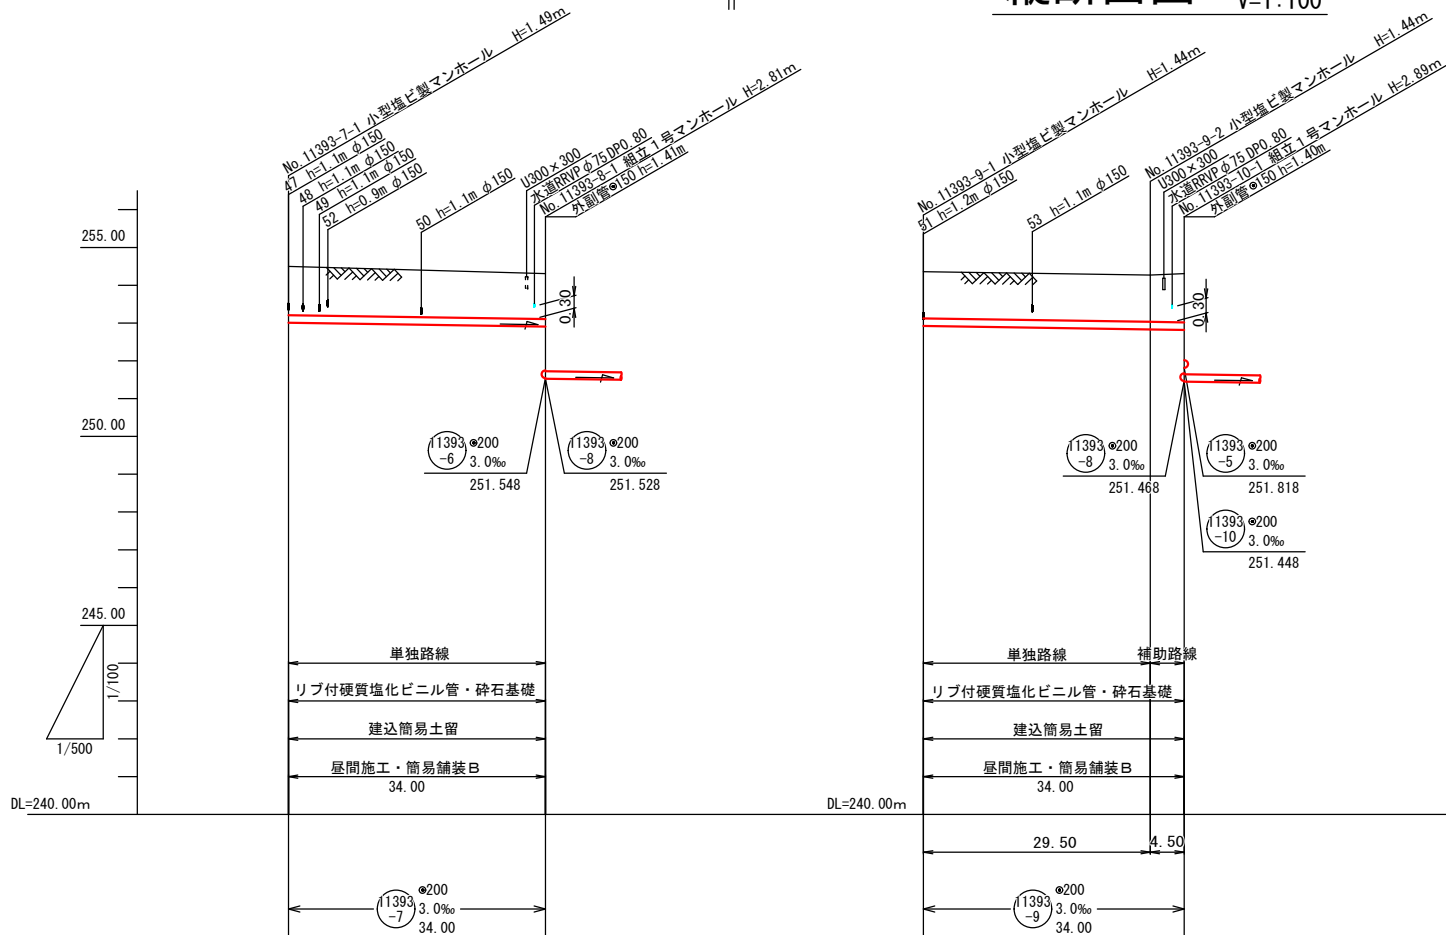 V=1:100
No.11393-7-1 小型塩ビ製マンホール H=1.49m
47 h=1.1m φ150
48 h=1.1m φ150
49 h=1.1m φ150
52 h=0.9m φ150
50 h=1.1m φ150
U300×300
水道RRVPφ75 DP0.80
No.11393-8-1 組立1号マンホール H=2.81m
外副管◎150 h=1.41m
No.11393-9-1 小型塩ビ製マンホール H=1.44m
51 h=1.2m φ150
53 h=1.1m φ150
No.11393-9-2 小型塩ビ製マンホール H=1.44m
U300×300
水道RRVPφ75 DP0.80
No.11393-10-1 組立1号マンホール H=2.89m
外副管◎150 h=1.40m
255.00
250.00
245.00
DL=240.00m
1/100
1/500
0.30
11393
-6
◎200
3.0‰
251.548
11393
-8
◎200
3.0‰
251.528
単独路線
リブ付硬質塩化ビニル管・砕石基礎
建込簡易土留
昼間施工・簡易舗装B
34.00
11393
-7
◎200
3.0‰
34.00
DL=240.00m
0.30
11393
-8
◎200
3.0‰
251.468
11393
-5
◎200
3.0‰
251.818
11393
-10
◎200
3.0‰
251.448
単独路線
補助路線
リブ付硬質塩化ビニル管・砕石基礎
建込簡易土留
昼間施工・簡易舗装B
34.00
29.50
4.50
11393
-9
◎200
3.0‰
34.00